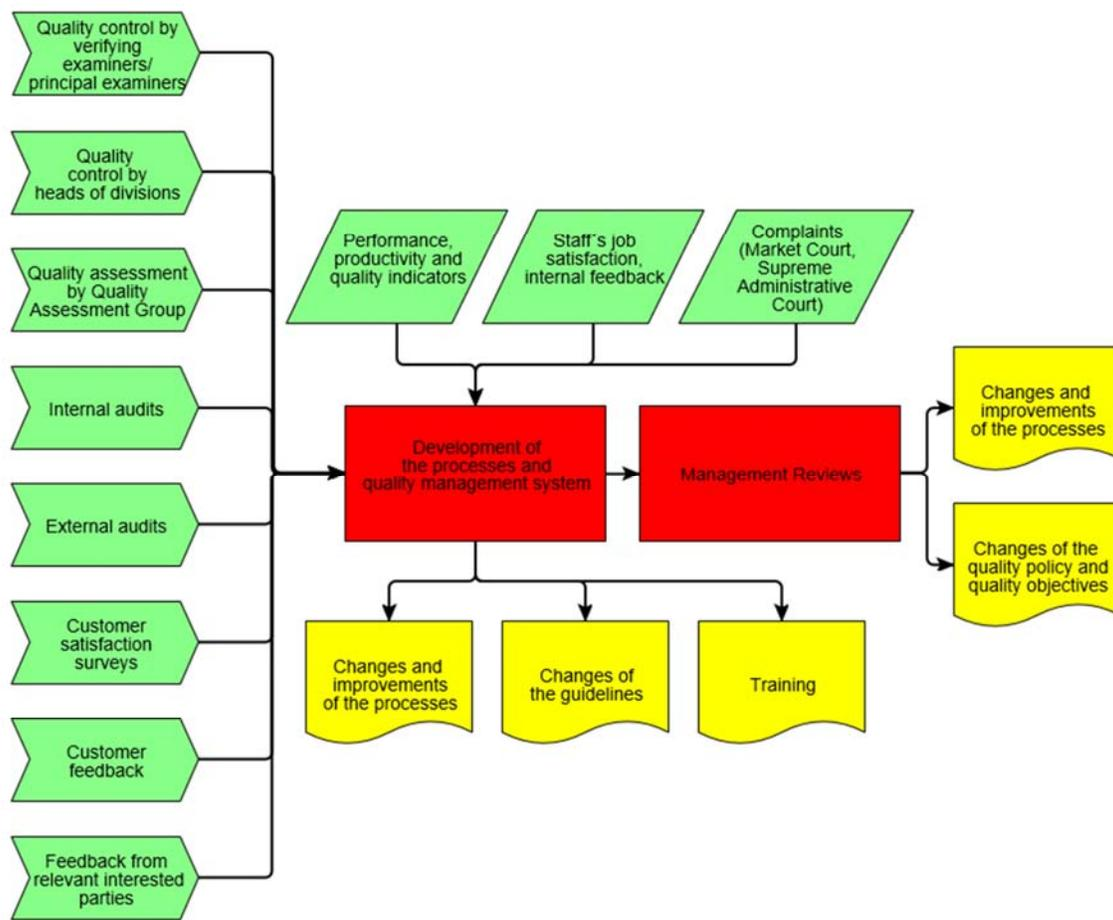 Quality control by
verifying
examiners/
principal examiners
Quality
control by
heads of divisions
Quality assessment
by Quality
Assessment Group
Internal audits
External audits
Customer
satisfaction
surveys
Customer
feedback
Feedback from
relevant interested
parties
Performance,
productivity and
quality indicators
Staff´s job
satisfaction,
internal feedback
Complaints
(Market Court,
Supreme
Administrative
Court)
Development of
the processes and
quality management system
Management Reviews
Changes and
improvements
of the processes
Changes of the
quality policy and
quality objectives
Changes and
improvements
of the processes
Changes of
the guidelines
Training